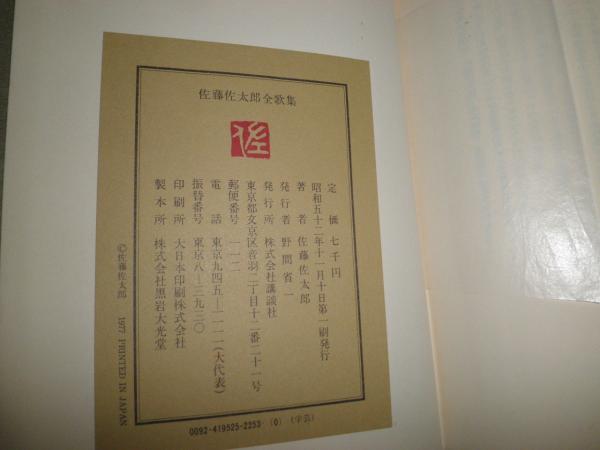 佐藤佐太郎全歌集
佐
定価 七千円
昭和五十二年十一月十日第一刷発行
著者 佐藤佐太郎
発行者 野間省一
発行所 株式会社講談社
東京都文京区音羽二丁目十二番二十一号
郵便番号 一一二
電話 東京九四五―一一一一(大代表)
振替番号 東京八―三九三〇
印刷所 大日本印刷株式会社
製本所 株式会社黒岩大光堂
©佐藤佐太郎 1977 PRINTED IN JAPAN
0092-419525-2253 (0) (学芸)